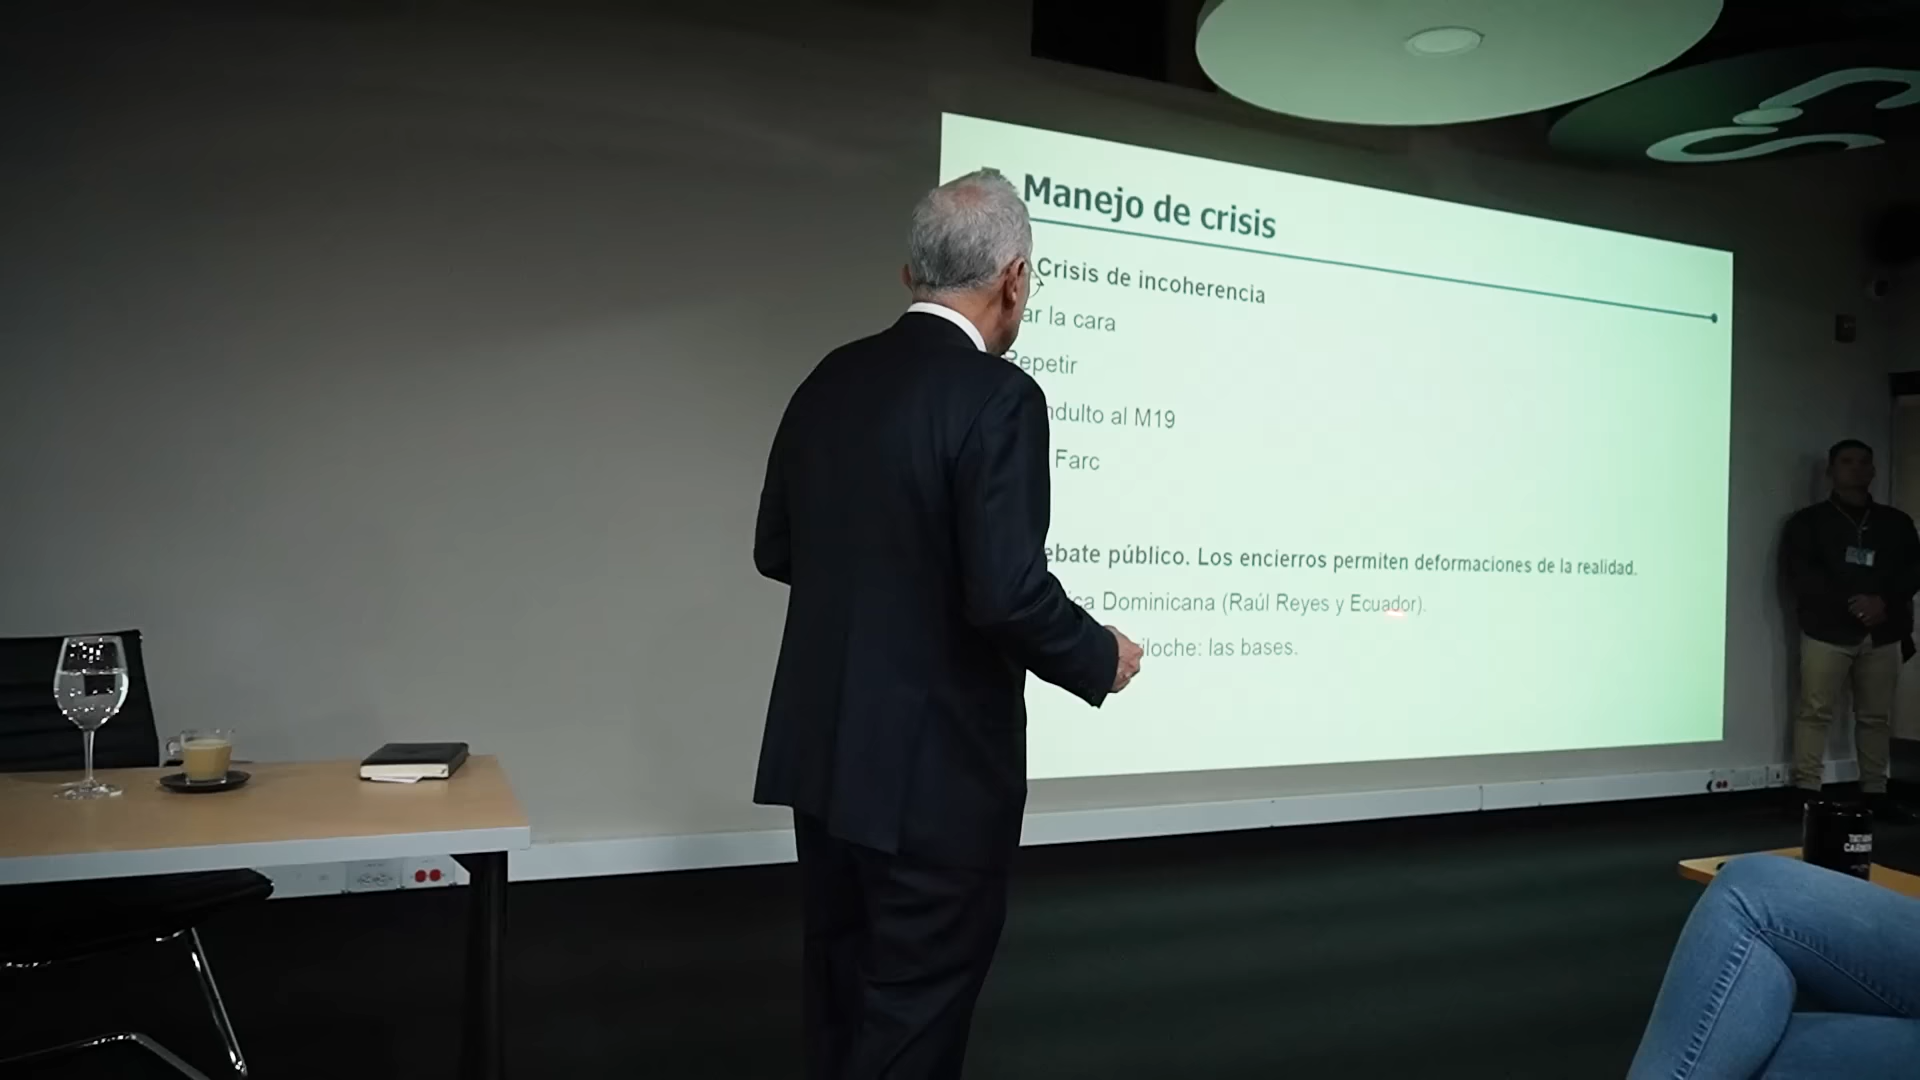 Manejo de crisis
Crisis de incoherencia
ar la cara
Repetir
ndulto al M19
Farc
ebate público. Los encierros permiten deformaciones de la realidad.
ica Dominicana (Raúl Reyes y Ecuador).
iloche: las bases.